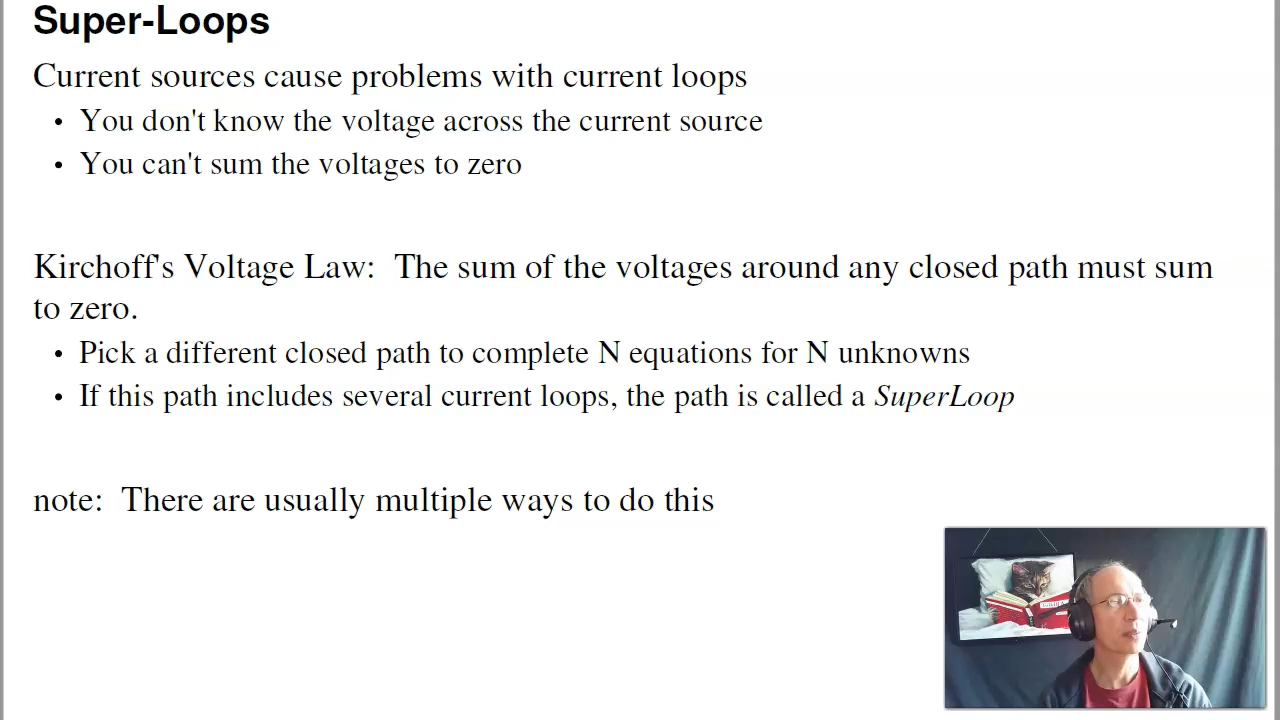 Super-Loops
Current sources cause problems with current loops
• You don't know the voltage across the current source
• You can't sum the voltages to zero
Kirchoff's Voltage Law:  The sum of the voltages around any closed path must sum
to zero.
• Pick a different closed path to complete N equations for N unknowns
• If this path includes several current loops, the path is called a SuperLoop
note:  There are usually multiple ways to do this